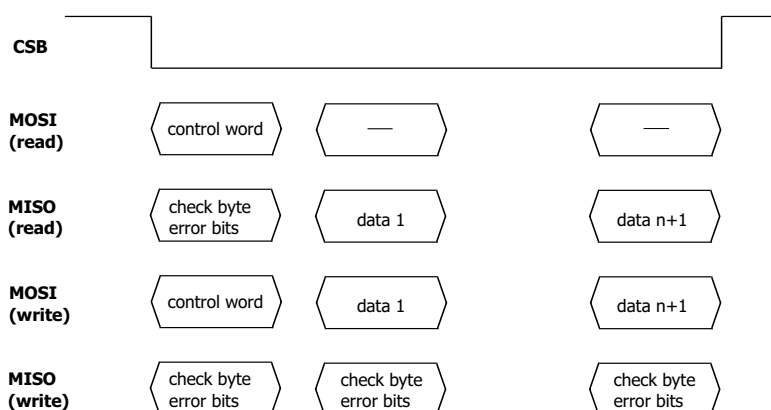 CSB
MOSI
(read)
control word
—
—
MISO
(read)
check byte
error bits
data 1
data n+1
MOSI
(write)
control word
data 1
data n+1
MISO
(write)
check byte
error bits
check byte
error bits
check byte
error bits